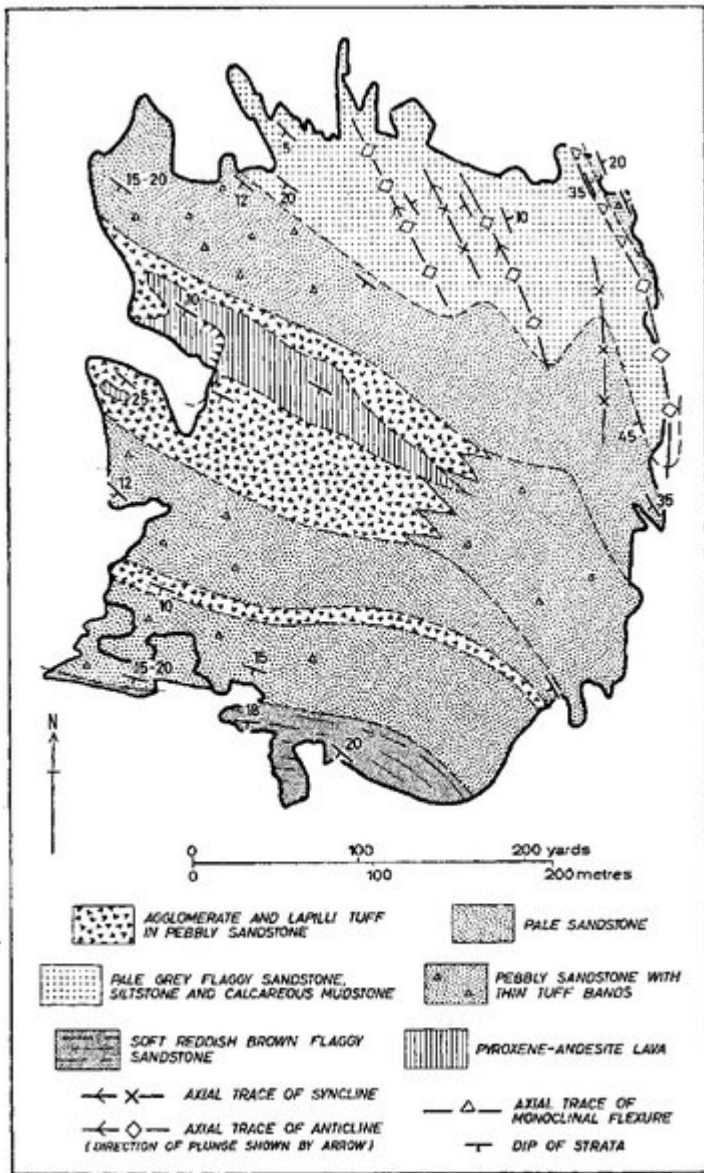 5
20
15-20
12
20
35
10
10
25
45
12
35
10
15
15-20
18
20
N
0 100 200 yards
0 100 200 metres
AGGLOMERATE AND LAPILLI TUFF
IN PEBBLY SANDSTONE
PALE SANDSTONE
PALE GREY FLAGGY SANDSTONE,
SILTSTONE AND CALCAREOUS MUDSTONE
PEBBLY SANDSTONE WITH
THIN TUFF BANDS
SOFT REDDISH BROWN FLAGGY
SANDSTONE
PYROXENE-ANDESITE LAVA
AXIAL TRACE OF SYNCLINE
AXIAL TRACE OF
MONOCLINAL FLEXURE
AXIAL TRACE OF ANTICLINE
(DIRECTION OF PLUNGE SHOWN BY ARROW)
DIP OF STRATA